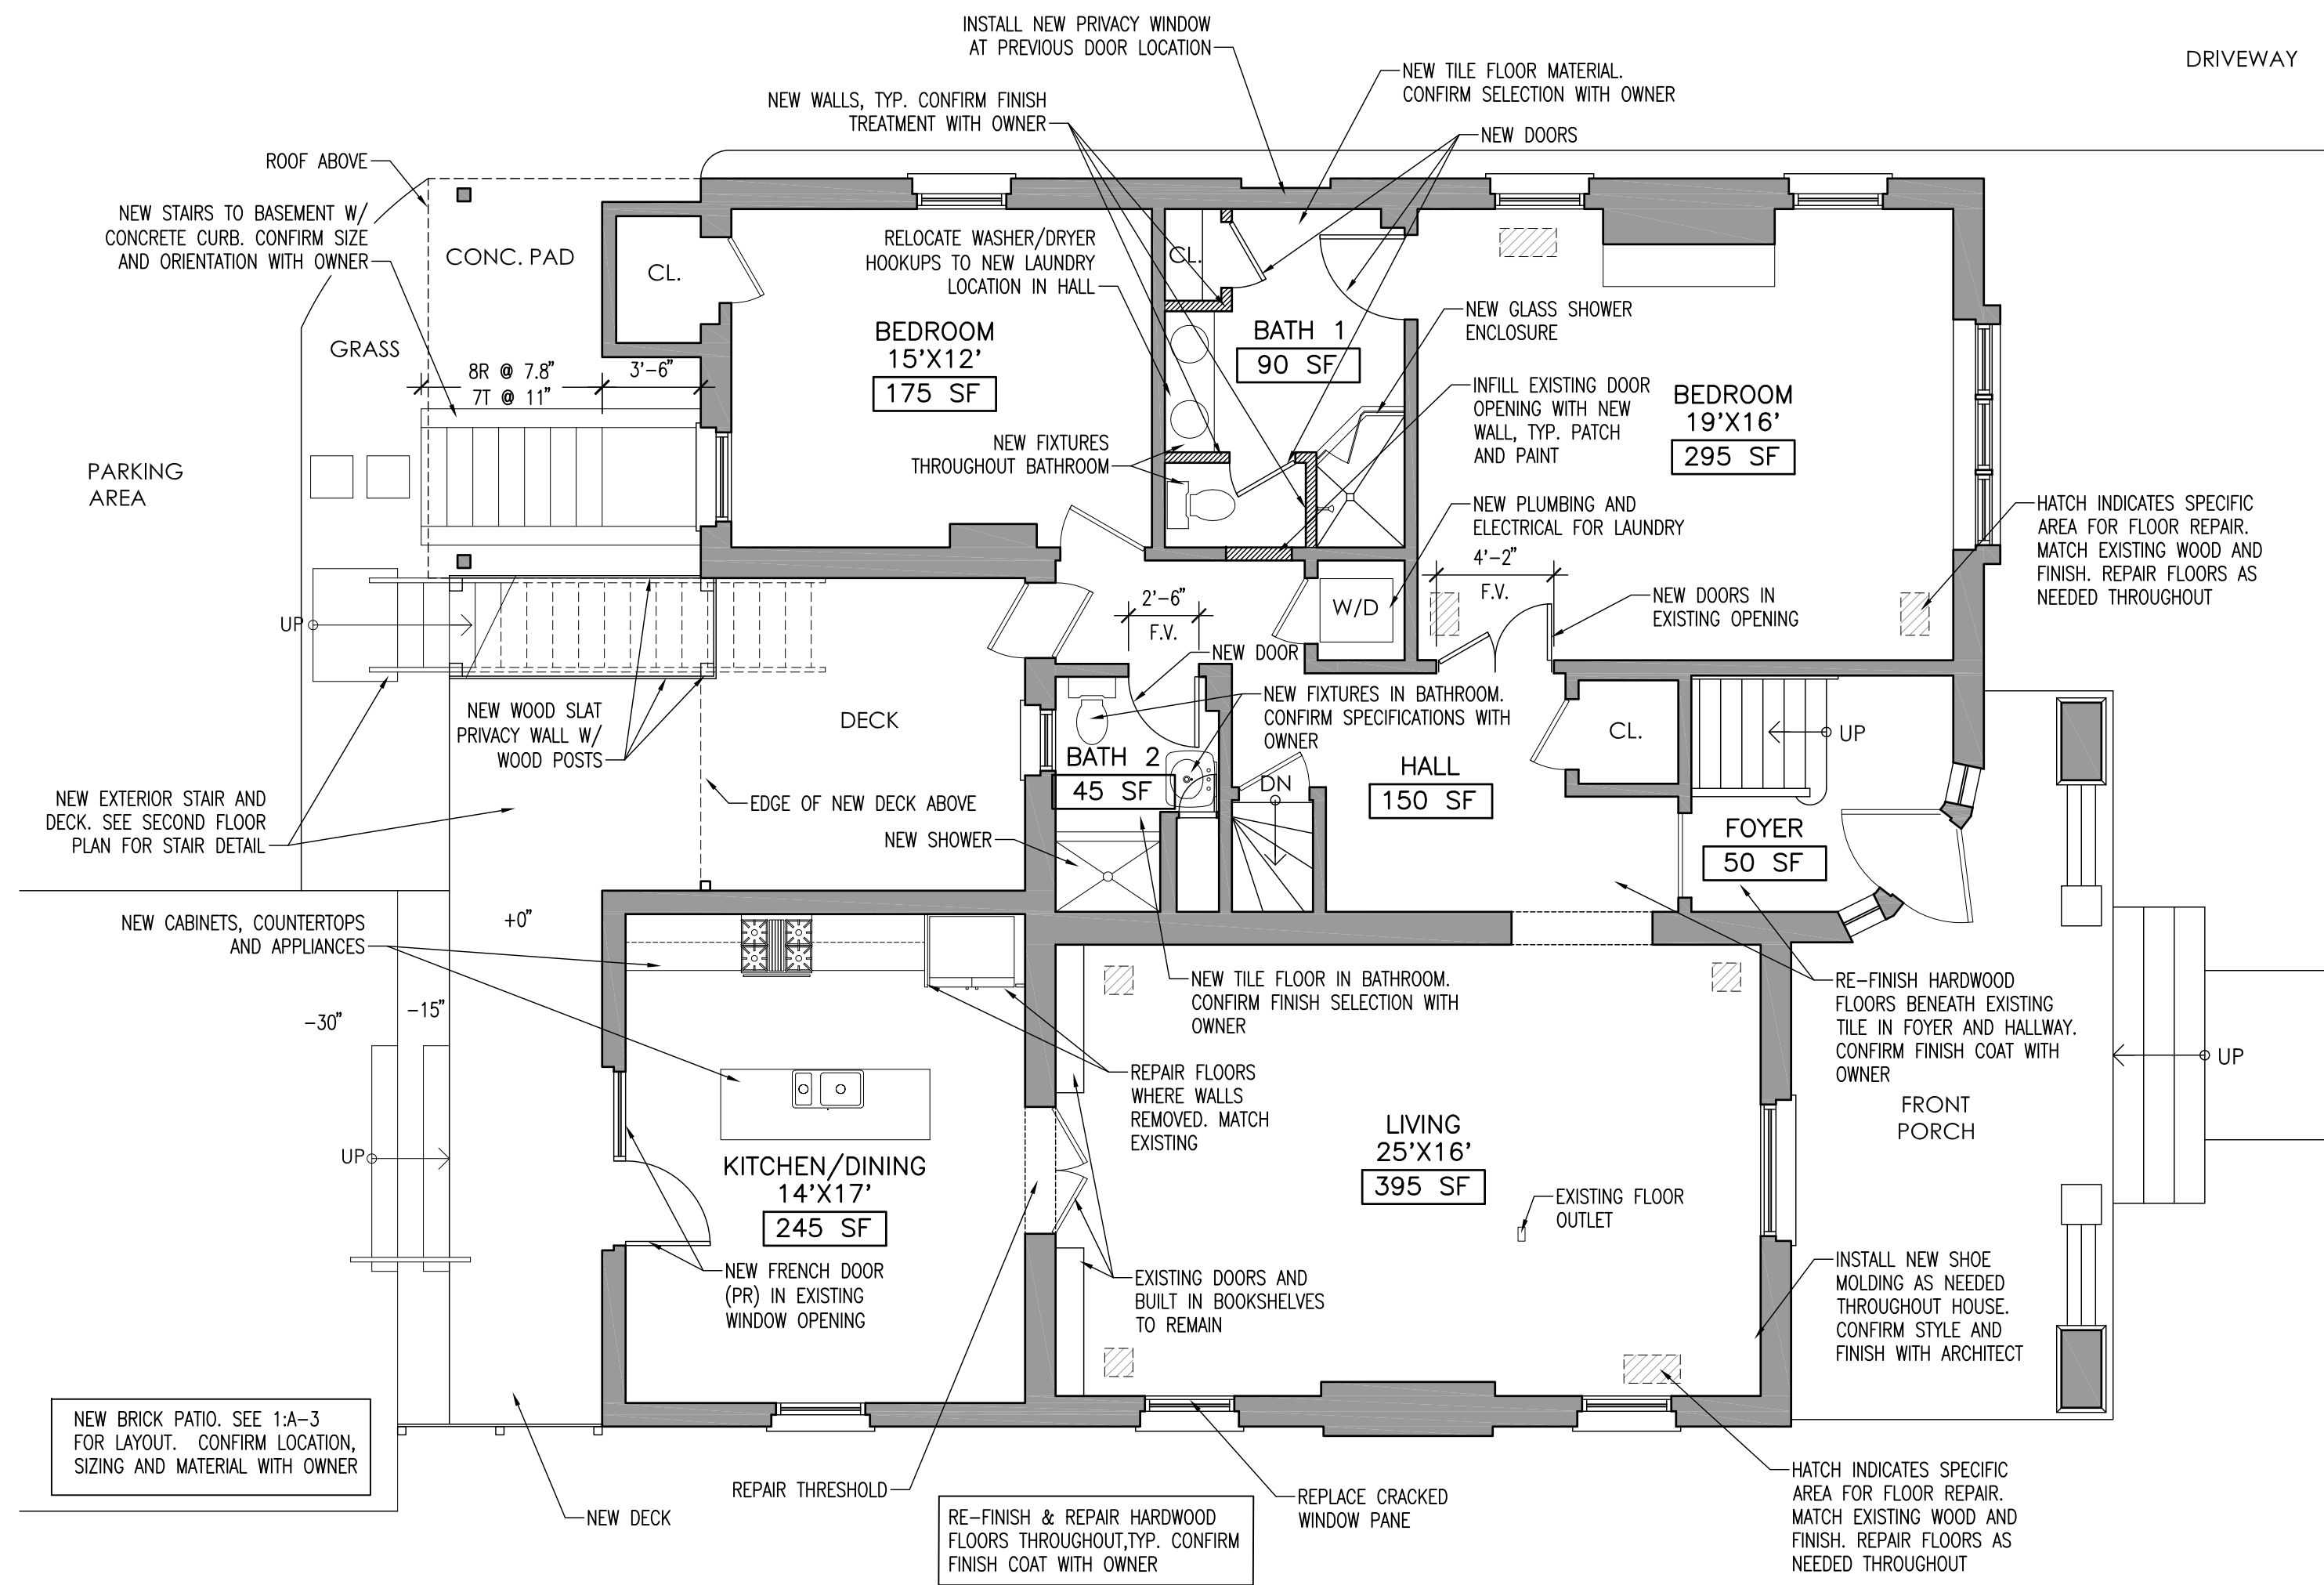 INSTALL NEW PRIVACY WINDOW
AT PREVIOUS DOOR LOCATION
DRIVEWAY
NEW TILE FLOOR MATERIAL.
CONFIRM SELECTION WITH OWNER
NEW WALLS, TYP. CONFIRM FINISH
TREATMENT WITH OWNER
NEW DOORS
ROOF ABOVE
NEW STAIRS TO BASEMENT W/
CONCRETE CURB. CONFIRM SIZE
AND ORIENTATION WITH OWNER
CONC. PAD
CL.
RELOCATE WASHER/DRYER
HOOKUPS TO NEW LAUNDRY
LOCATION IN HALL
CL.
NEW GLASS SHOWER
ENCLOSURE
GRASS
8R @ 7.8"
7T @ 11"
3'-6"
BEDROOM
15'X12'
175 SF
BATH 1
90 SF
INFILL EXISTING DOOR
OPENING WITH NEW
WALL, TYP. PATCH
AND PAINT
BEDROOM
19'X16'
295 SF
PARKING
AREA
NEW FIXTURES
THROUGHOUT BATHROOM
NEW PLUMBING AND
ELECTRICAL FOR LAUNDRY
HATCH INDICATES SPECIFIC
AREA FOR FLOOR REPAIR.
MATCH EXISTING WOOD AND
FINISH. REPAIR FLOORS AS
NEEDED THROUGHOUT
4'-2"
F.V.
2'-6"
F.V.
W/D
NEW DOORS IN
EXISTING OPENING
UP
NEW DOOR
NEW FIXTURES IN BATHROOM.
CONFIRM SPECIFICATIONS WITH
OWNER
NEW WOOD SLAT
PRIVACY WALL W/
WOOD POSTS
DECK
CL.
UP
BATH 2
45 SF
DN
HALL
150 SF
NEW EXTERIOR STAIR AND
DECK. SEE SECOND FLOOR
PLAN FOR STAIR DETAIL
EDGE OF NEW DECK ABOVE
NEW SHOWER
FOYER
50 SF
NEW CABINETS, COUNTERTOPS
AND APPLIANCES
+0"
-15"
-30"
NEW TILE FLOOR IN BATHROOM.
CONFIRM FINISH SELECTION WITH
OWNER
RE-FINISH HARDWOOD
FLOORS BENEATH EXISTING
TILE IN FOYER AND HALLWAY.
CONFIRM FINISH COAT WITH
OWNER
UP
REPAIR FLOORS
WHERE WALLS
REMOVED. MATCH
EXISTING
FRONT
PORCH
LIVING
25'X16'
395 SF
UP
KITCHEN/DINING
14'X17'
245 SF
EXISTING FLOOR
OUTLET
NEW FRENCH DOOR
(PR) IN EXISTING
WINDOW OPENING
EXISTING DOORS AND
BUILT IN BOOKSHELVES
TO REMAIN
INSTALL NEW SHOE
MOLDING AS NEEDED
THROUGHOUT HOUSE.
CONFIRM STYLE AND
FINISH WITH ARCHITECT
NEW BRICK PATIO. SEE 1:A-3
FOR LAYOUT. CONFIRM LOCATION,
SIZING AND MATERIAL WITH OWNER
NEW DECK
REPAIR THRESHOLD
RE-FINISH & REPAIR HARDWOOD
FLOORS THROUGHOUT,TYP. CONFIRM
FINISH COAT WITH OWNER
REPLACE CRACKED
WINDOW PANE
HATCH INDICATES SPECIFIC
AREA FOR FLOOR REPAIR.
MATCH EXISTING WOOD AND
FINISH. REPAIR FLOORS AS
NEEDED THROUGHOUT